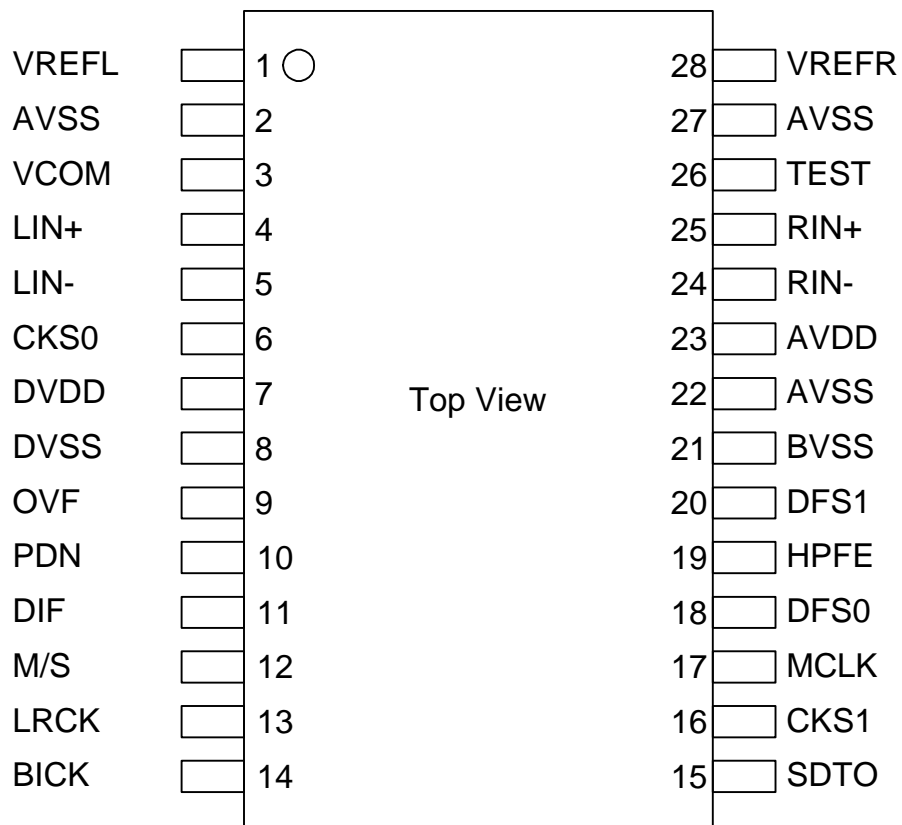 VREFL 1 28 VREFR
AVSS 2 27 AVSS
VCOM 3 26 TEST
LIN+ 4 25 RIN+
LIN- 5 24 RIN-
CKS0 6 23 AVDD
DVDD 7 Top View 22 AVSS
DVSS 8 21 BVSS
OVF 9 20 DFS1
PDN 10 19 HPFE
DIF 11 18 DFS0
M/S 12 17 MCLK
LRCK 13 16 CKS1
BICK 14 15 SDTO